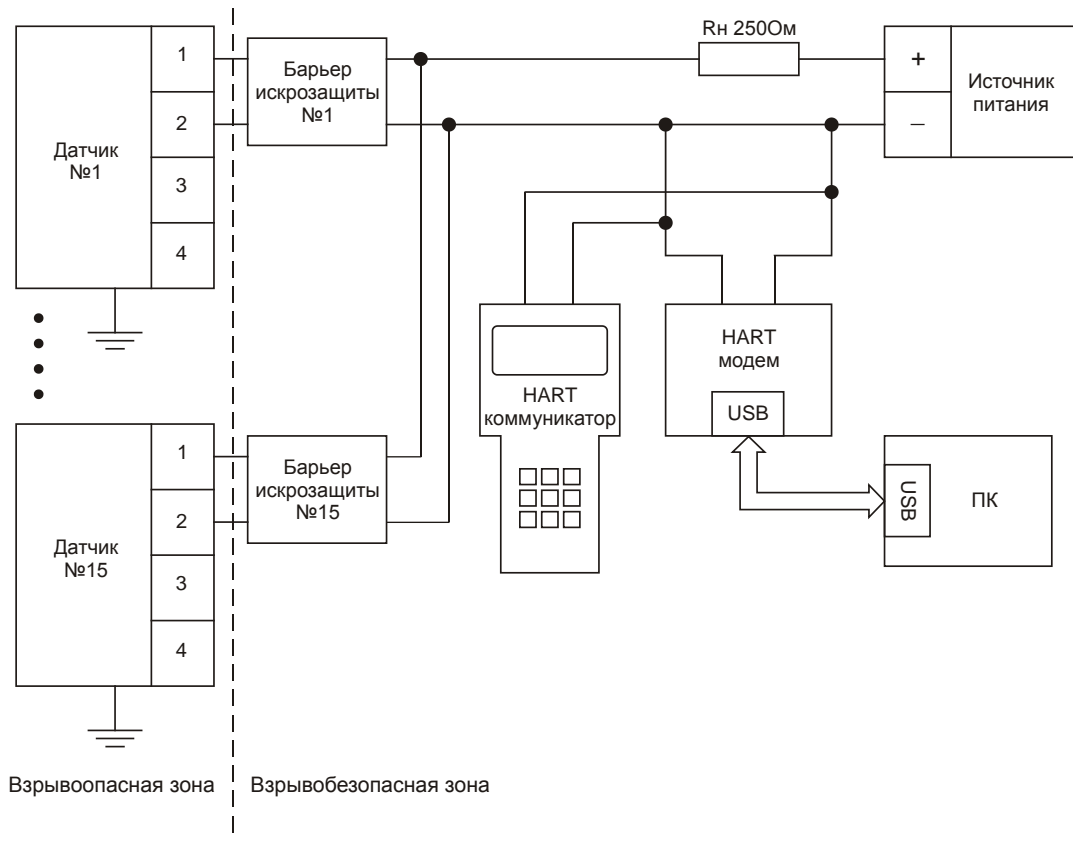 1
2
3
4
Датчик
№1
Барьер
искрозащиты
№1
Rн 250Ом
+
–
Источник
питания
HART
коммуникатор
HART
модем
USB
USB
ПК
1
2
3
4
Датчик
№15
Барьер
искрозащиты
№15
Взрывоопасная зона
Взрывобезопасная зона